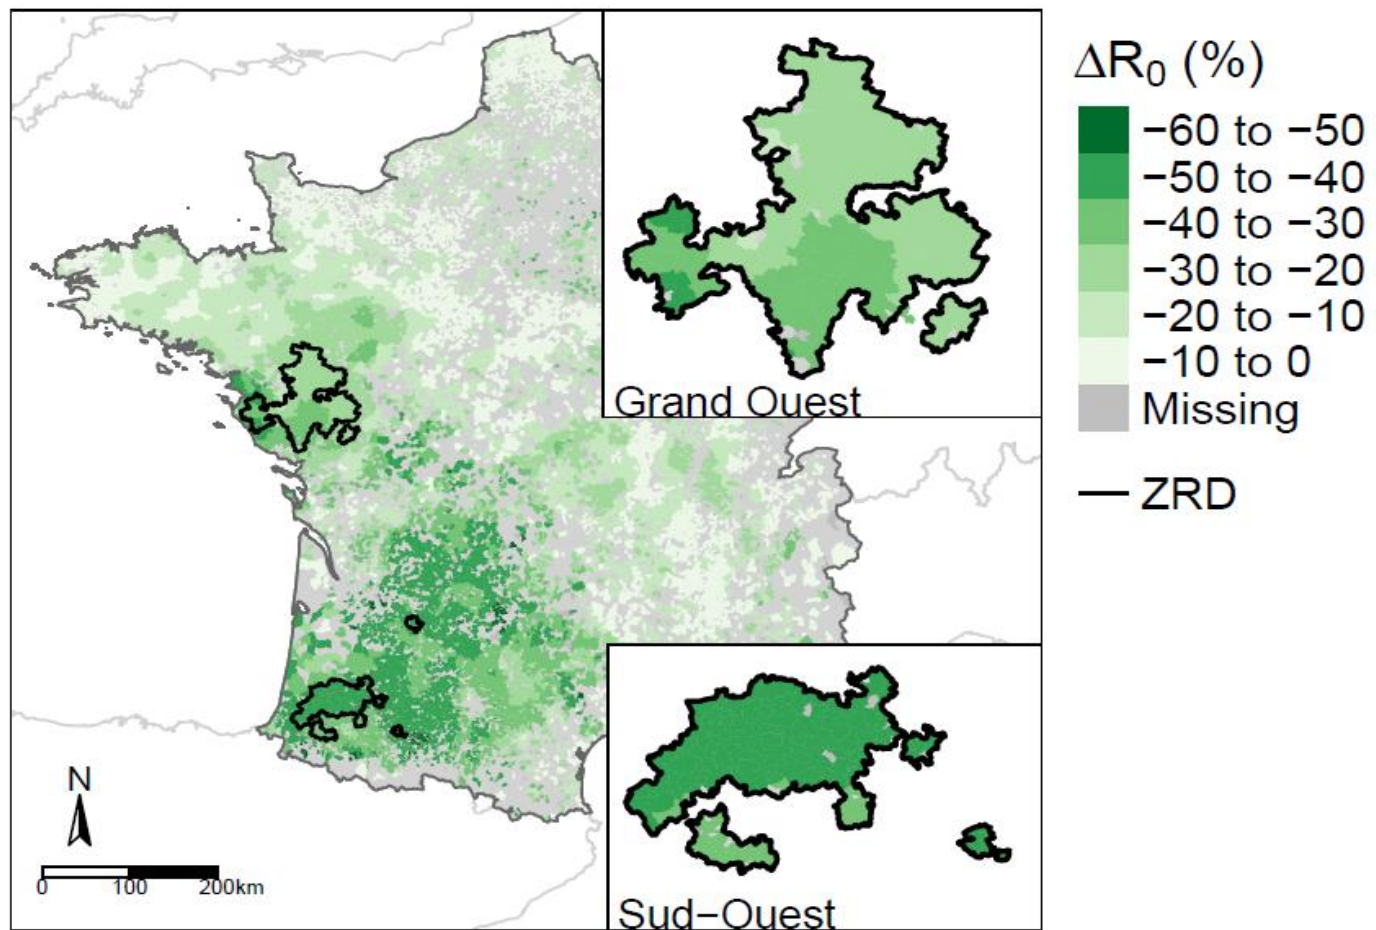 ΔR₀ (%)
−60 to −50
−50 to −40
−40 to −30
−30 to −20
−20 to −10
−10 to 0
Missing
ZRD
Grand Ouest
N
0 100 200km
Sud−Ouest